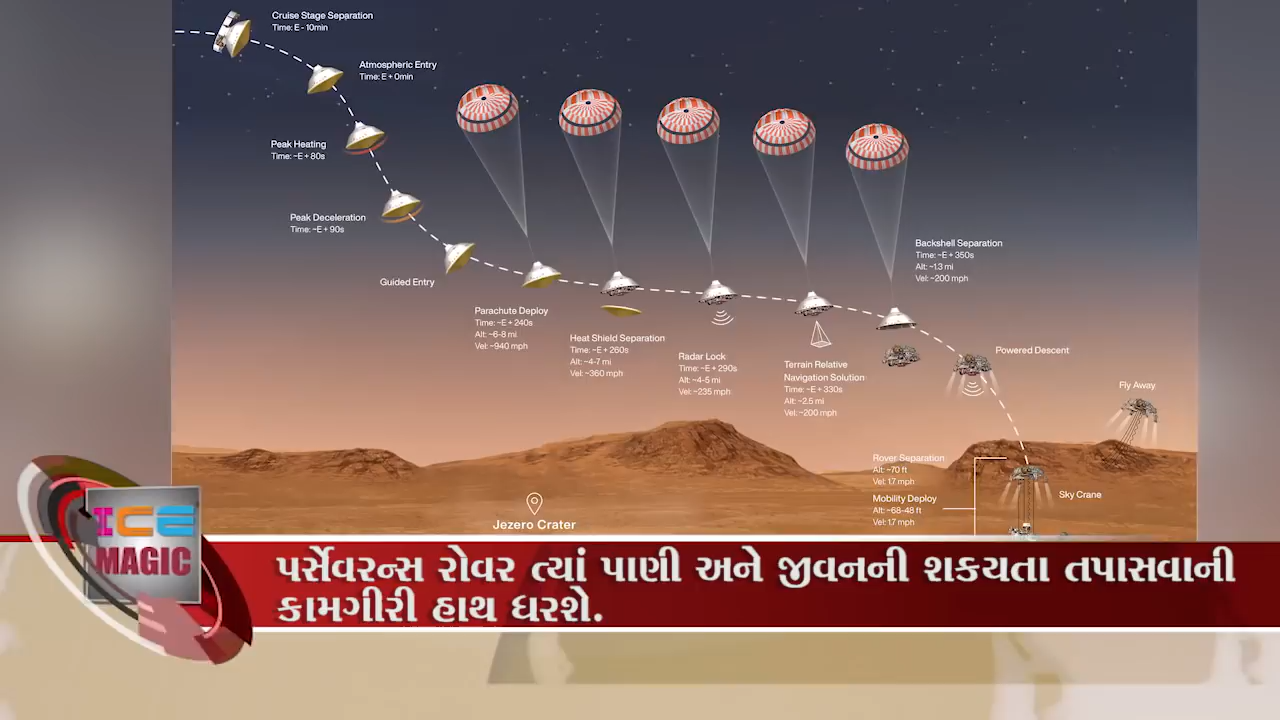 Cruise Stage Separation
Time: E - 10min
Atmospheric Entry
Time: E + 0min
Peak Heating
Time: ~E + 80s
Peak Deceleration
Time: ~E + 90s
Guided Entry
Parachute Deploy
Time: ~E + 240s
Alt: ~6-8 mi
Vel: ~940 mph
Heat Shield Separation
Time: ~E + 260s
Alt: ~4-7 mi
Vel: ~360 mph
Radar Lock
Time: ~E + 290s
Alt: ~4-5 mi
Vel: ~235 mph
Terrain Relative
Navigation Solution
Time: ~E + 330s
Alt: ~2.5 mi
Vel: ~200 mph
Backshell Separation
Time: ~E + 350s
Alt: ~1.3 mi
Vel: ~200 mph
Powered Descent
Fly Away
Rover Separation
Alt: ~70 ft
Vel: 1.7 mph
Mobility Deploy
Alt: ~68-48 ft
Vel: 1.7 mph
Sky Crane
Jezero Crater
ICE
MAGIC
પર્સેવરન્સ રોવર ત્યાં પાણી અને જીવનની શકયતા તપાસવાની
કામગીરી હાથ ધરશે.